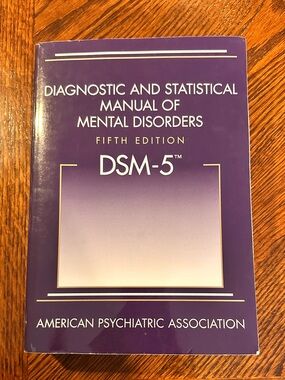 DIAGNOSTIC AND STATISTICAL
MANUAL OF
MENTAL DISORDERS
FIFTH EDITION
DSM-5™
AMERICAN PSYCHIATRIC ASSOCIATION